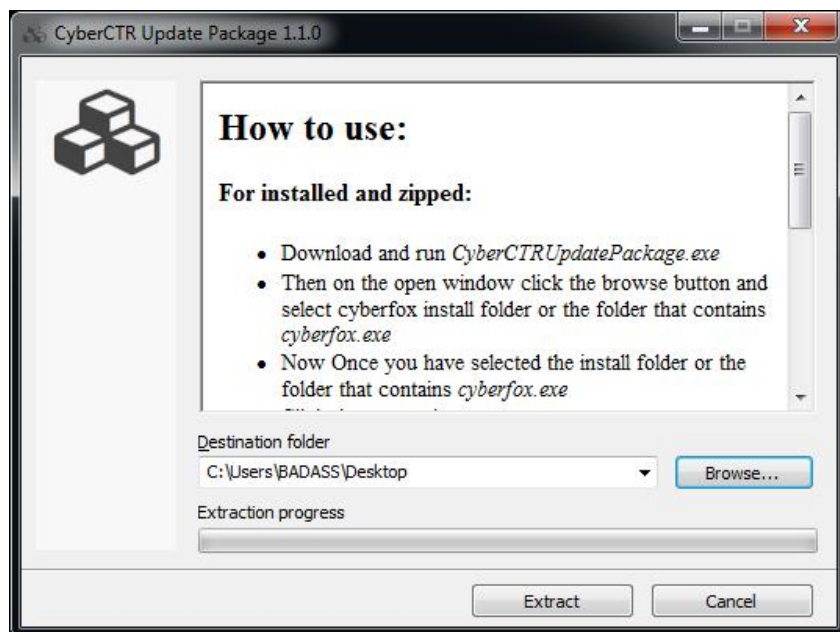 CyberCTR Update Package 1.1.0
How to use:
For installed and zipped:
• Download and run CyberCTRUpdatePackage.exe
• Then on the open window click the browse button and
select cyberfox install folder or the folder that contains
cyberfox.exe
• Now Once you have selected the install folder or the
folder that contains cyberfox.exe
Destination folder
C:\Users\BADASS\Desktop
Browse...
Extraction progress
Extract
Cancel